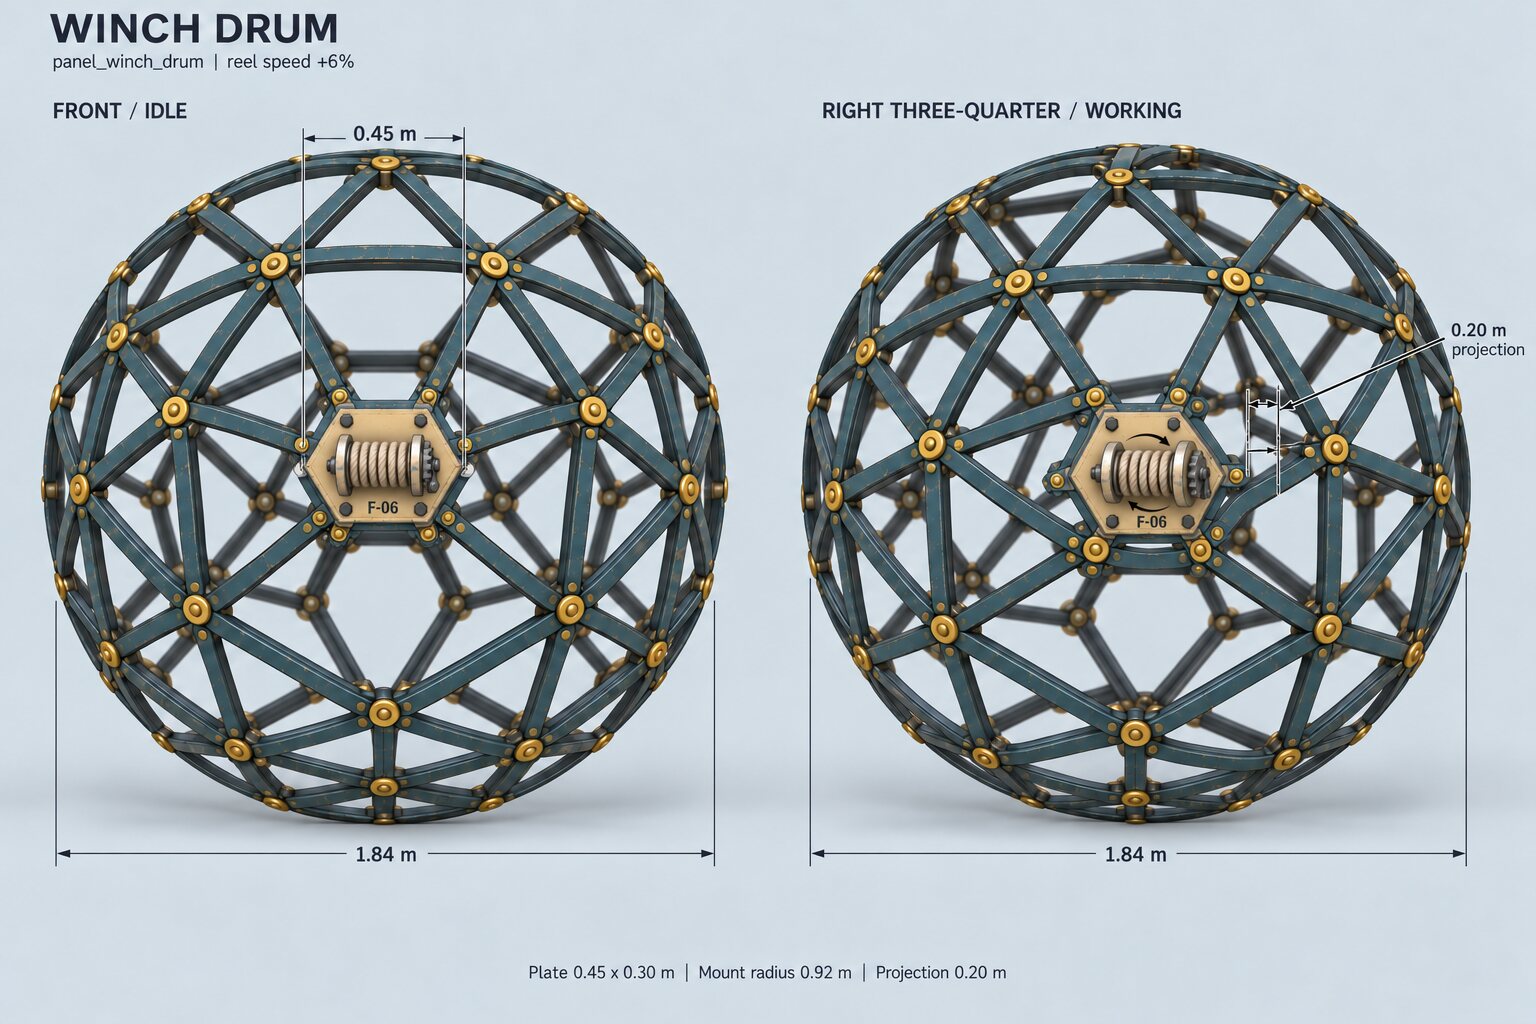 WINCH DRUM
panel_winch_drum | reel speed +6%
FRONT / IDLE
RIGHT THREE-QUARTER / WORKING
0.45 m
0.20 m
projection
F-06
F-06
1.84 m
1.84 m
Plate 0.45 x 0.30 m | Mount radius 0.92 m | Projection 0.20 m